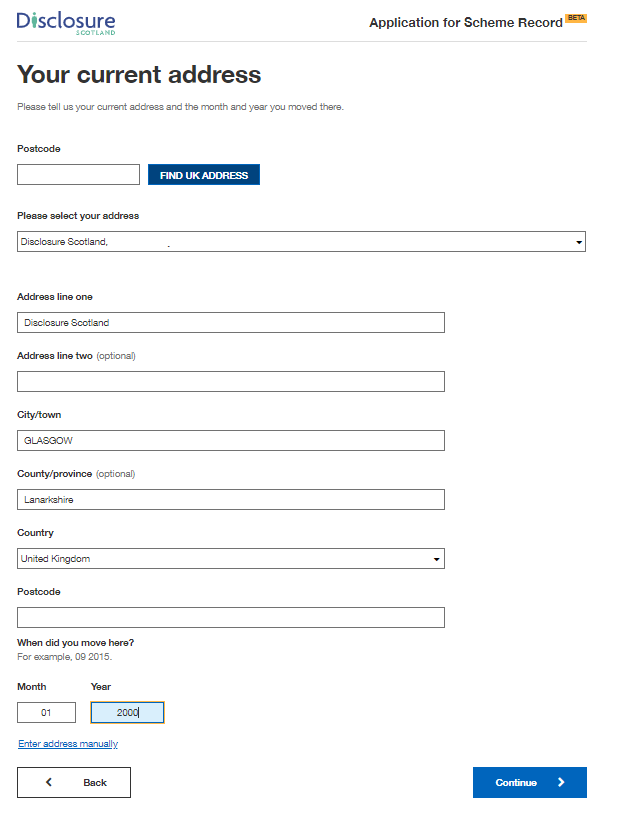 Disclosure
SCOTLAND
Application for Scheme Record BETA
Your current address
Please tell us your current address and the month and year you moved there.
Postcode
FIND UK ADDRESS
Please select your address
Disclosure Scotland,
Address line one
Disclosure Scotland
Address line two (optional)
City/town
GLASGOW
County/province (optional)
Lanarkshire
Country
United Kingdom
Postcode
When did you move here?
For example, 09 2015.
Month Year
01 2000
Enter address manually
Back Continue